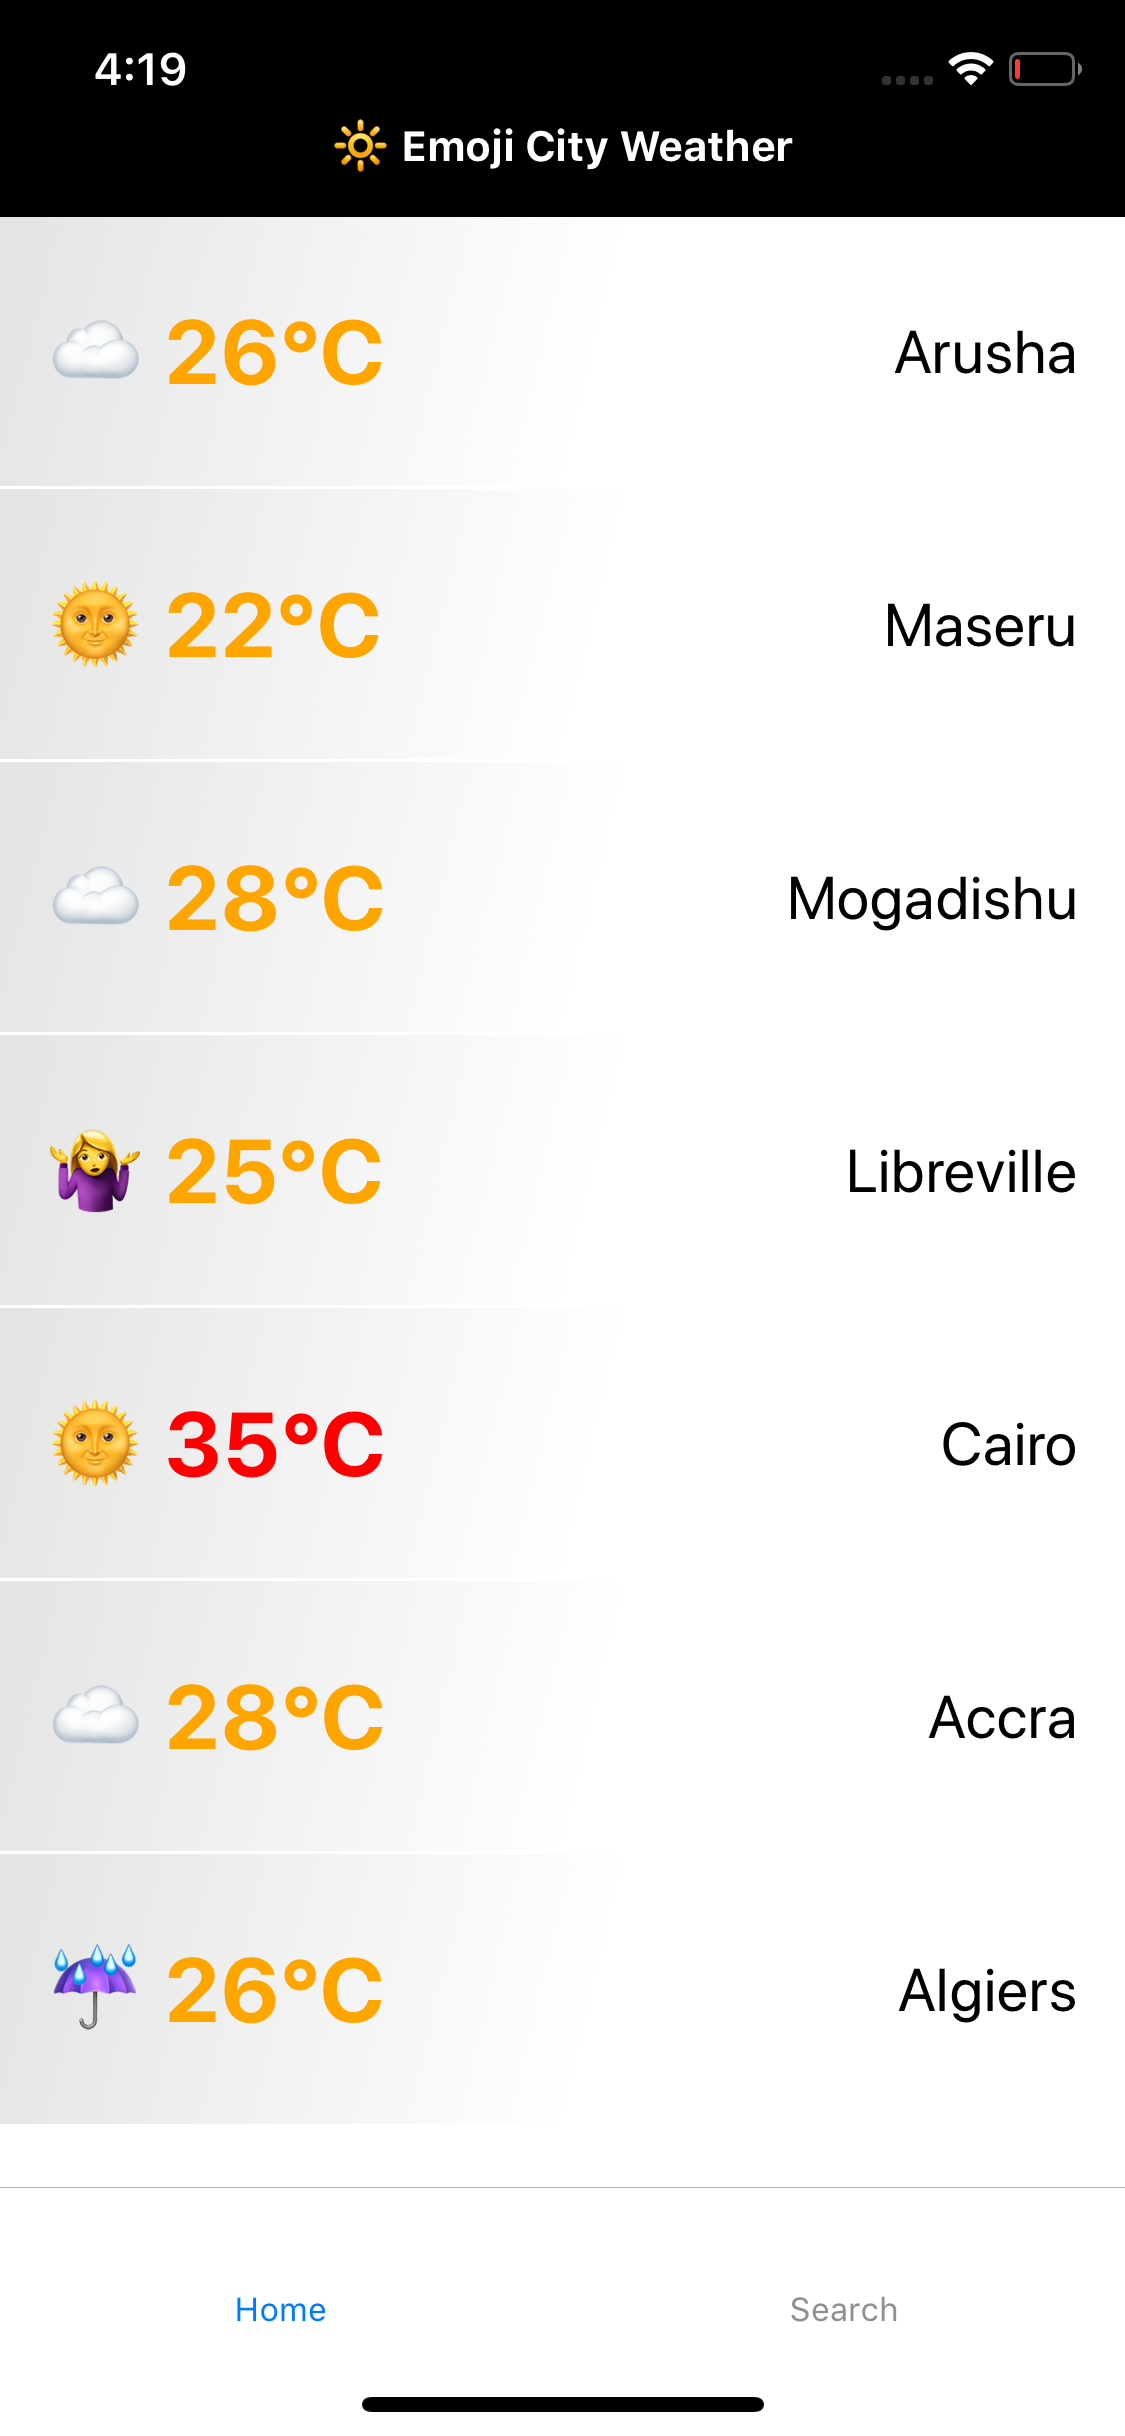 4:19
🔆 Emoji City Weather
☁️ 26°C Arusha
🌞 22°C Maseru
☁️ 28°C Mogadishu
🤷‍♀️ 25°C Libreville
🌞 35°C Cairo
☁️ 28°C Accra
☔ 26°C Algiers
Home Search